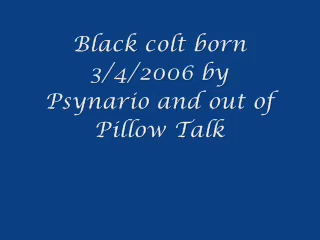 Black colt born
3/4/2006 by
Psynario and out of
Pillow Talk